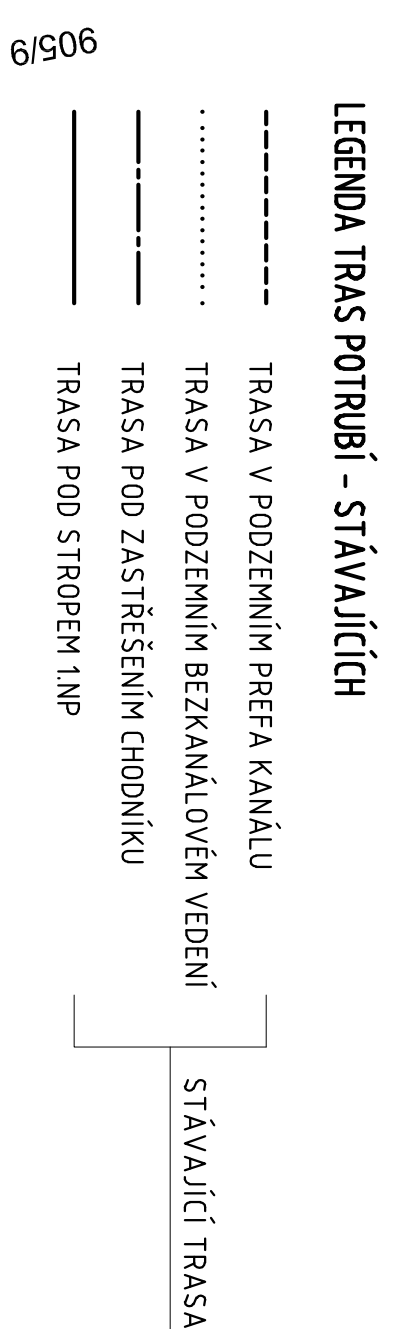 LEGENDA TRAS POTRUBÍ - STÁVAJÍCÍCH
TRASA V PODZEMNÍM PREFA KANÁLU
TRASA V PODZEMNÍM BEZKANÁLOVÉM VEDENÍ
TRASA POD ZASTŘEŠENÍM CHODNÍKU
TRASA POD STROPEM 1.NP
STÁVAJÍCÍ TRASA
905/9